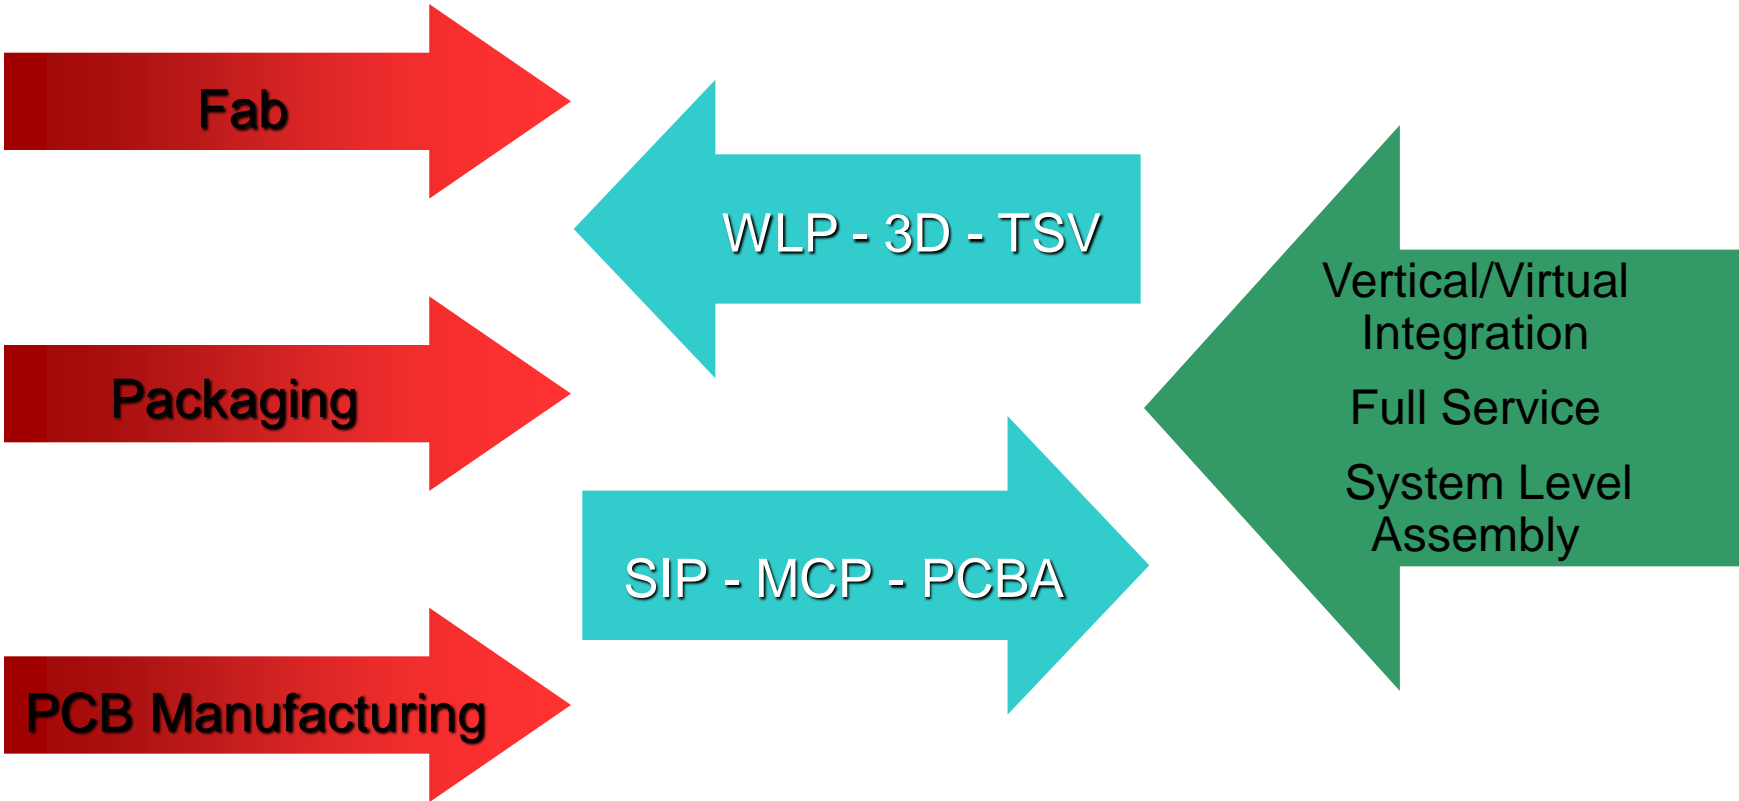 Fab
WLP - 3D - TSV
Packaging
SIP - MCP - PCBA
PCB Manufacturing
Vertical/Virtual
Integration
Full Service
System Level
Assembly